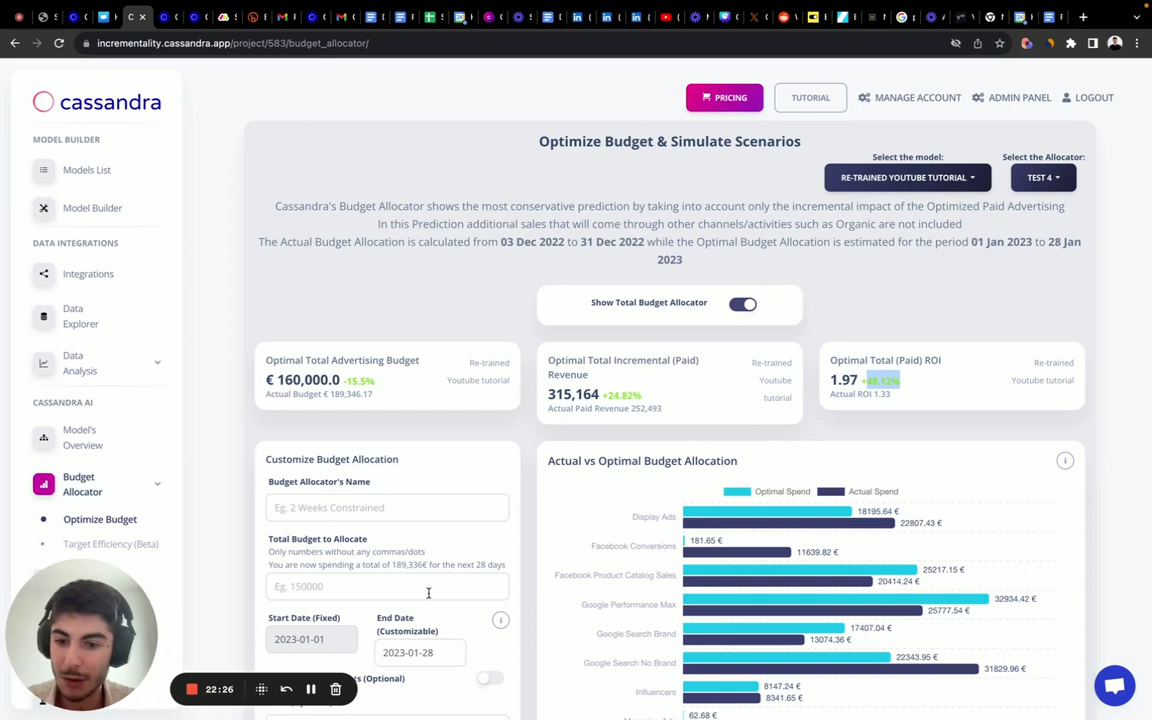 incrementality.cassandra.app/project/583/budget_allocator/
cassandra
PRICING
TUTORIAL
MANAGE ACCOUNT
ADMIN PANEL
LOGOUT
MODEL BUILDER
Models List
Model Builder
DATA INTEGRATIONS
Integrations
Data
Explorer
Data
Analysis
CASSANDRA AI
Model's
Overview
Budget
Allocator
Optimize Budget
Target Efficiency (Beta)
Optimize Budget & Simulate Scenarios
Select the model:
Select the Allocator:
RE-TRAINED YOUTUBE TUTORIAL
TEST 4
Cassandra's Budget Allocator shows the most conservative prediction by taking into account only the incremental impact of the Optimized Paid Advertising
In this Prediction additional sales that will come through other channels/activities such as Organic are not included
The Actual Budget Allocation is calculated from 03 Dec 2022 to 31 Dec 2022 while the Optimal Budget Allocation is estimated for the period 01 Jan 2023 to 28 Jan
2023
Show Total Budget Allocator
Optimal Total Advertising Budget
Re-trained
€ 160,000.0 -15.5%
Youtube tutorial
Actual Budget € 189,346.17
Optimal Total Incremental (Paid)
Revenue
Re-trained
Youtube
tutorial
315,164 +24.82%
Actual Paid Revenue 252,493
Optimal Total (Paid) ROI
Re-trained
1.97 +48.12%
Youtube tutorial
Actual ROI 1.33
Customize Budget Allocation
Budget Allocator's Name
Eg. 2 Weeks Constrained
Total Budget to Allocate
Only numbers without any commas/dots
You are now spending a total of 189,336€ for the next 28 days
Eg. 150000
Start Date (Fixed)
End Date
(Customizable)
2023-01-01
2023-01-28
(Optional)
Actual vs Optimal Budget Allocation
Optimal Spend
Actual Spend
Display Ads
18195.64 €
22807.43 €
Facebook Conversions
181.65 €
11639.82 €
Facebook Product Catalog Sales
25217.15 €
20414.24 €
Google Performance Max
32934.42 €
25777.54 €
Google Search Brand
17407.04 €
13074.36 €
Google Search No Brand
22343.95 €
31829.96 €
Influencers
8147.24 €
8341.65 €
62.68 €
22:26